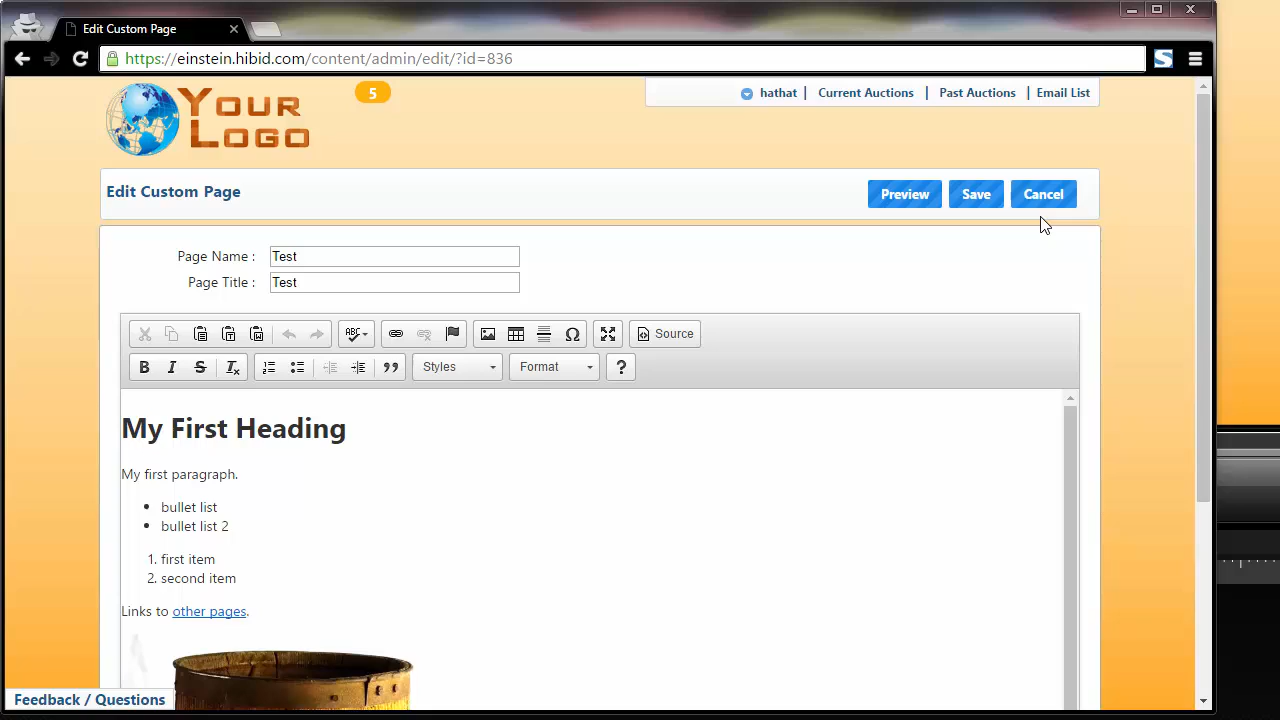 Edit Custom Page
https://einstein.hibid.com/content/admin/edit/?id=836
YOUR LOGO
5
hathat | Current Auctions | Past Auctions | Email List
Edit Custom Page
Preview Save Cancel
Page Name : Test
Page Title : Test
ABC Ω Source
B I S Tx Styles Format ?
My First Heading
My first paragraph.
• bullet list
• bullet list 2
1. first item
2. second item
Links to other pages.
Feedback / Questions